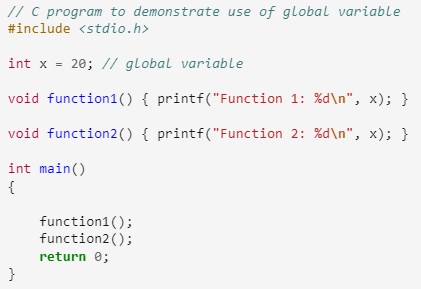 // C program to demonstrate use of global variable
#include <stdio.h>
int x = 20; // global variable
void function1() { printf("Function 1: %d\n", x); }
void function2() { printf("Function 2: %d\n", x); }
int main()
{
    function1();
    function2();
    return 0;
}